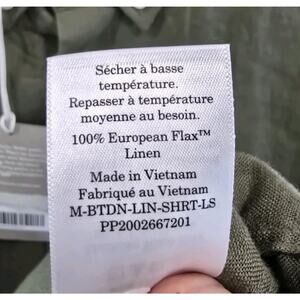 Sécher à basse
température.
Repasser à température
moyenne au besoin.
100% European Flax™
Linen
Made in Vietnam
Fabriqué au Vietnam
M-BTDN-LIN-SHRT-LS
PP2002667201